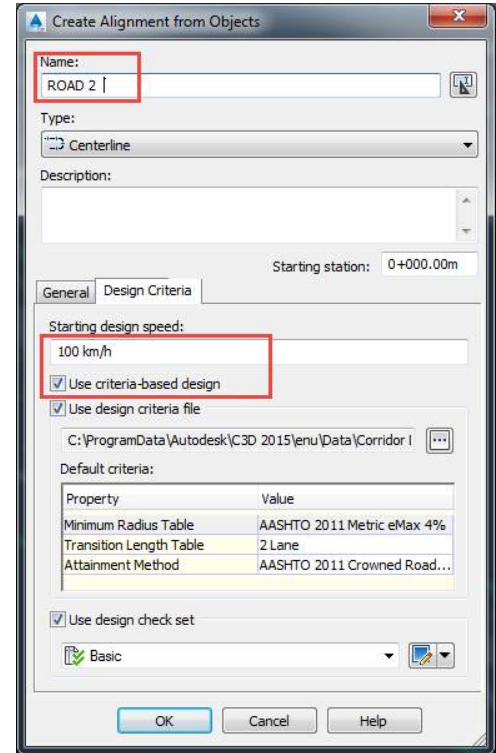 Create Alignment from Objects
Name:
ROAD 2
Type:
Centerline
Description:
Starting station: 0+000.00m
General Design Criteria
Starting design speed:
100 km/h
Use criteria-based design
Use design criteria file
C:\ProgramData\Autodesk\C3D 2015\enu\Data\Corridor I
...
Default criteria:
Property Value
Minimum Radius Table AASHTO 2011 Metric eMax 4%
Transition Length Table 2 Lane
Attainment Method AASHTO 2011 Crowned Road...
Use design check set
Basic
OK Cancel Help